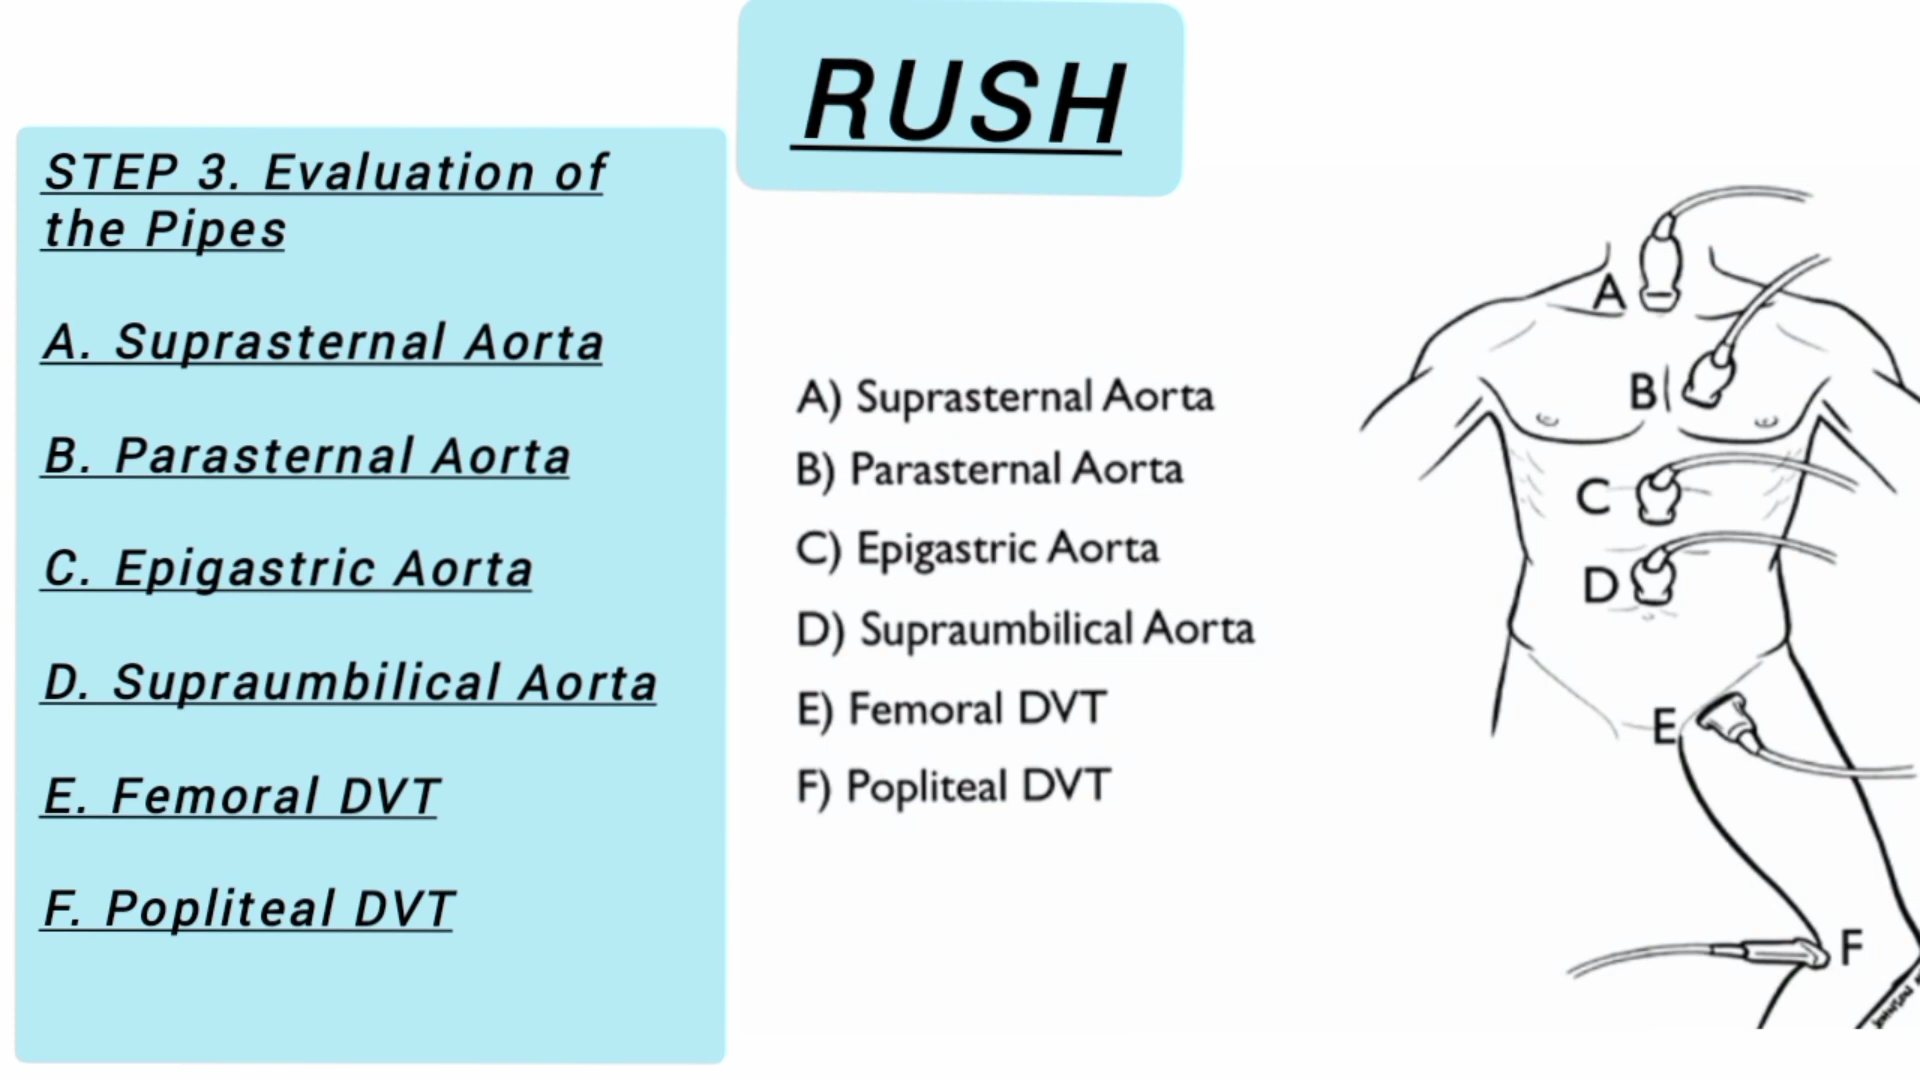 RUSH
STEP 3. Evaluation of
the Pipes
A. Suprasternal Aorta
B. Parasternal Aorta
C. Epigastric Aorta
D. Supraumbilical Aorta
E. Femoral DVT
F. Popliteal DVT
A) Suprasternal Aorta
B) Parasternal Aorta
C) Epigastric Aorta
D) Supraumbilical Aorta
E) Femoral DVT
F) Popliteal DVT
A
B
C
D
E
F